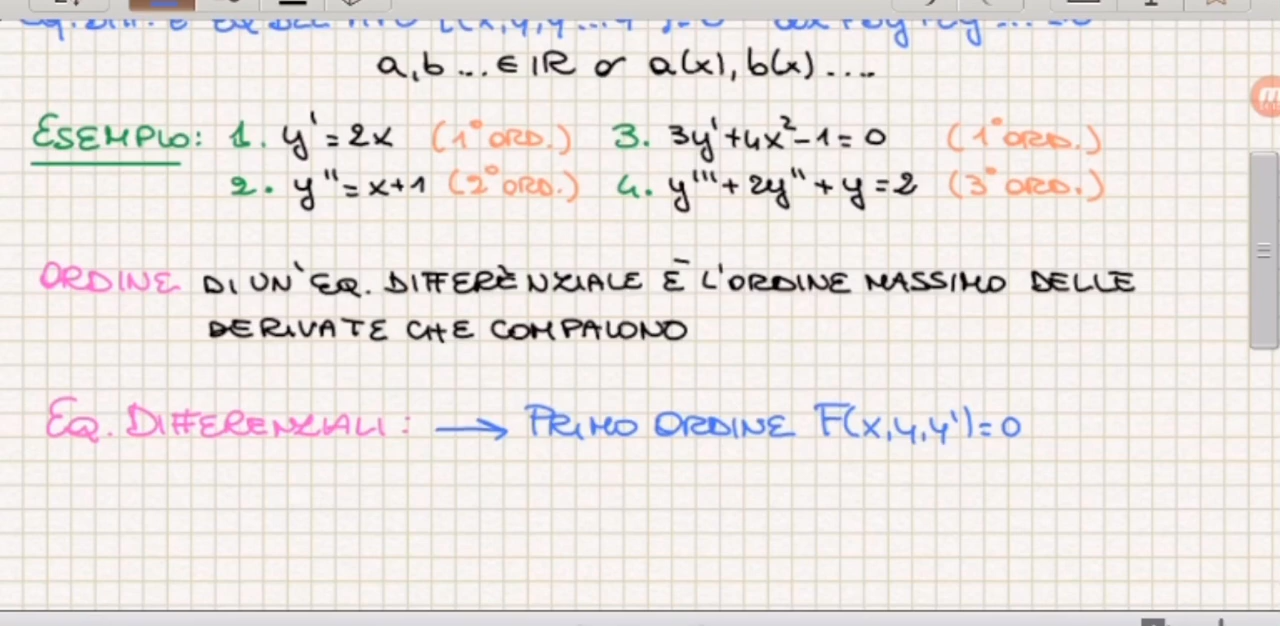 a, b ... ∈ ℝ or a(x), b(x) ....
ESEMPIO: 1. y' = 2x (1° ORD.) 3. 3y' + 4x² - 1 = 0 (1° ORD.)
2. y'' = x+1 (2° ORD.) 4. y''' + 2y'' + y = 2 (3° ORD.)
ORDINE DI UN' EQ. DIFFERENZIALE È L'ORDINE MASSIMO DELLE
DERIVATE CHE COMPAIONO
EQ. DIFFERENZIALI: → PRIMO ORDINE F(x, y, y') = 0